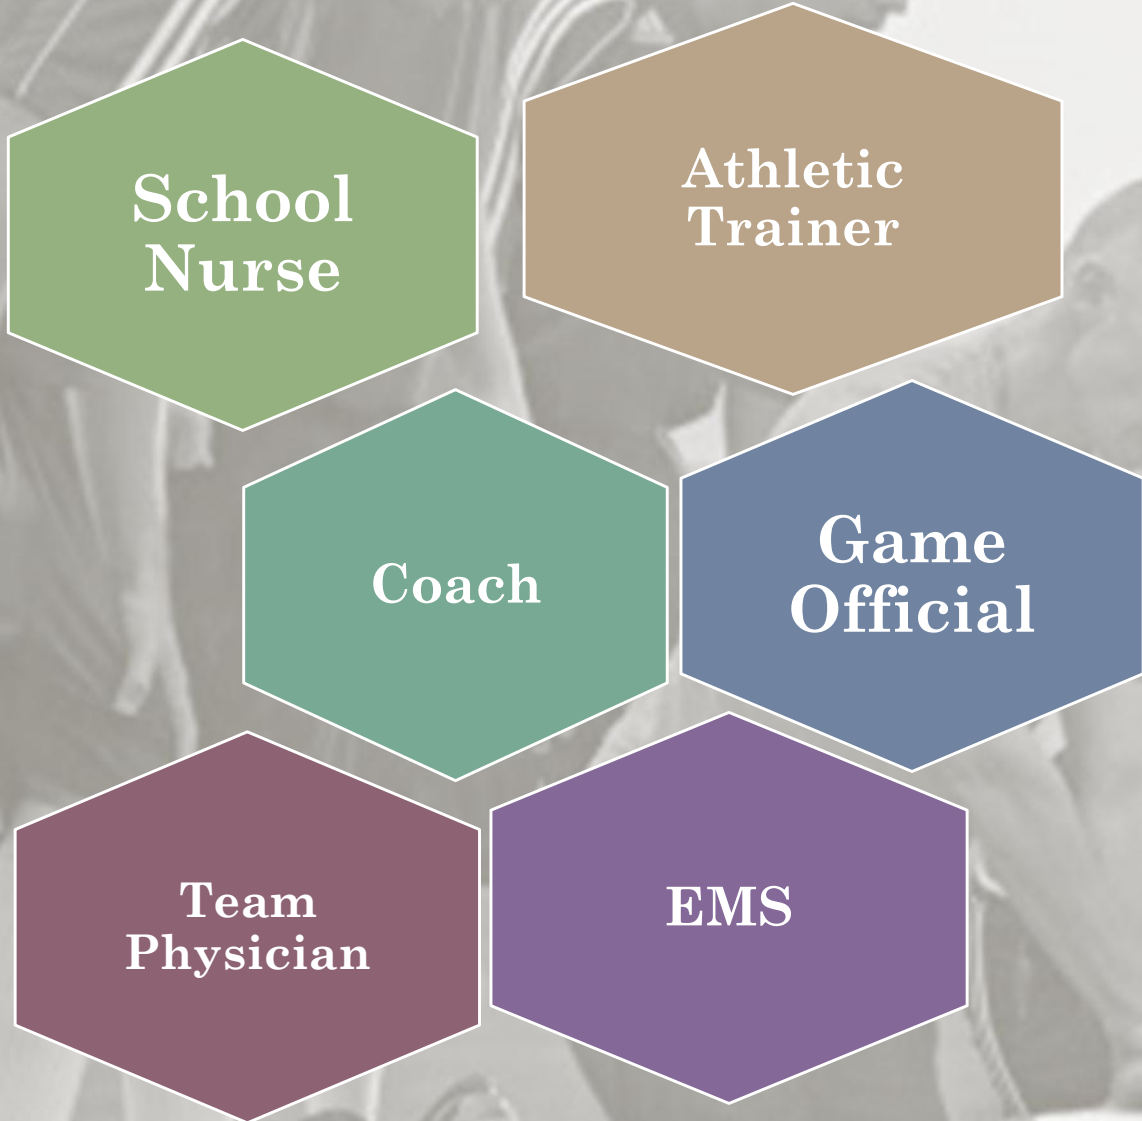 School
Nurse
Athletic
Trainer
Coach
Game
Official
Team
Physician
EMS